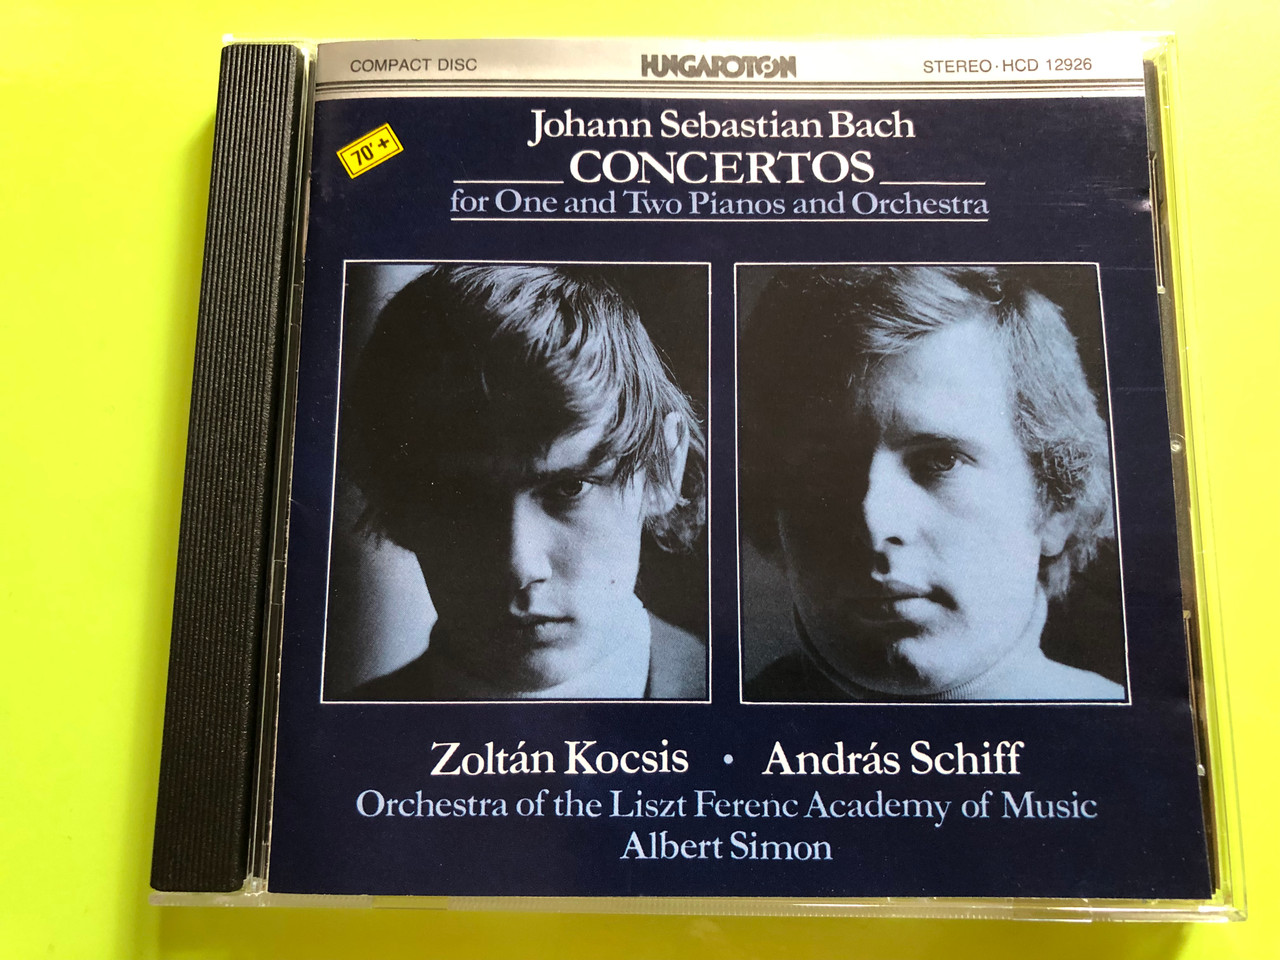 COMPACT DISC
HUNGAROTON
STEREO · HCD 12926
70'+
Johann Sebastian Bach
CONCERTOS
for One and Two Pianos and Orchestra
Zoltán Kocsis • András Schiff
Orchestra of the Liszt Ferenc Academy of Music
Albert Simon